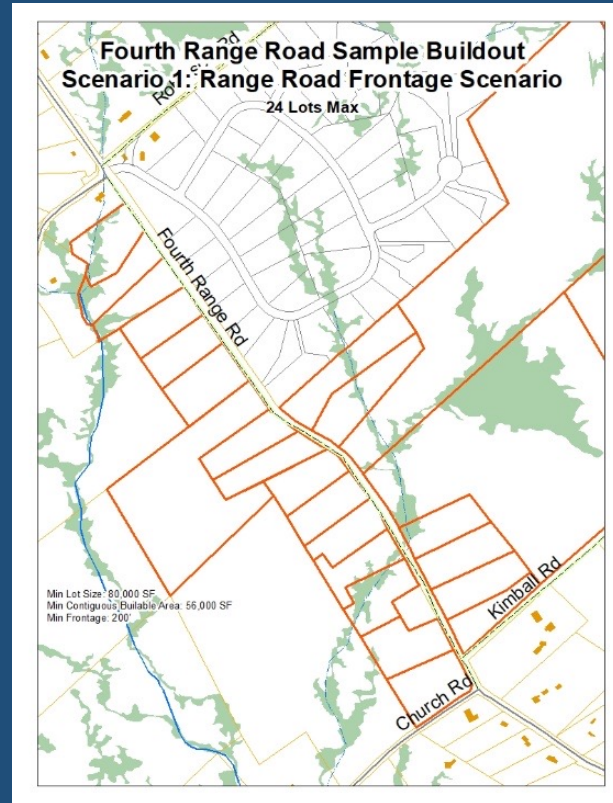 Fourth Range Road Sample Buildout
Scenario 1: Range Road Frontage Scenario
24 Lots Max
Fourth Range Rd
Min Lot Size: 80,000 SF
Min Contiguous Builable Area: 56,000 SF
Min Frontage: 200'
Kimball Rd
Church Rd